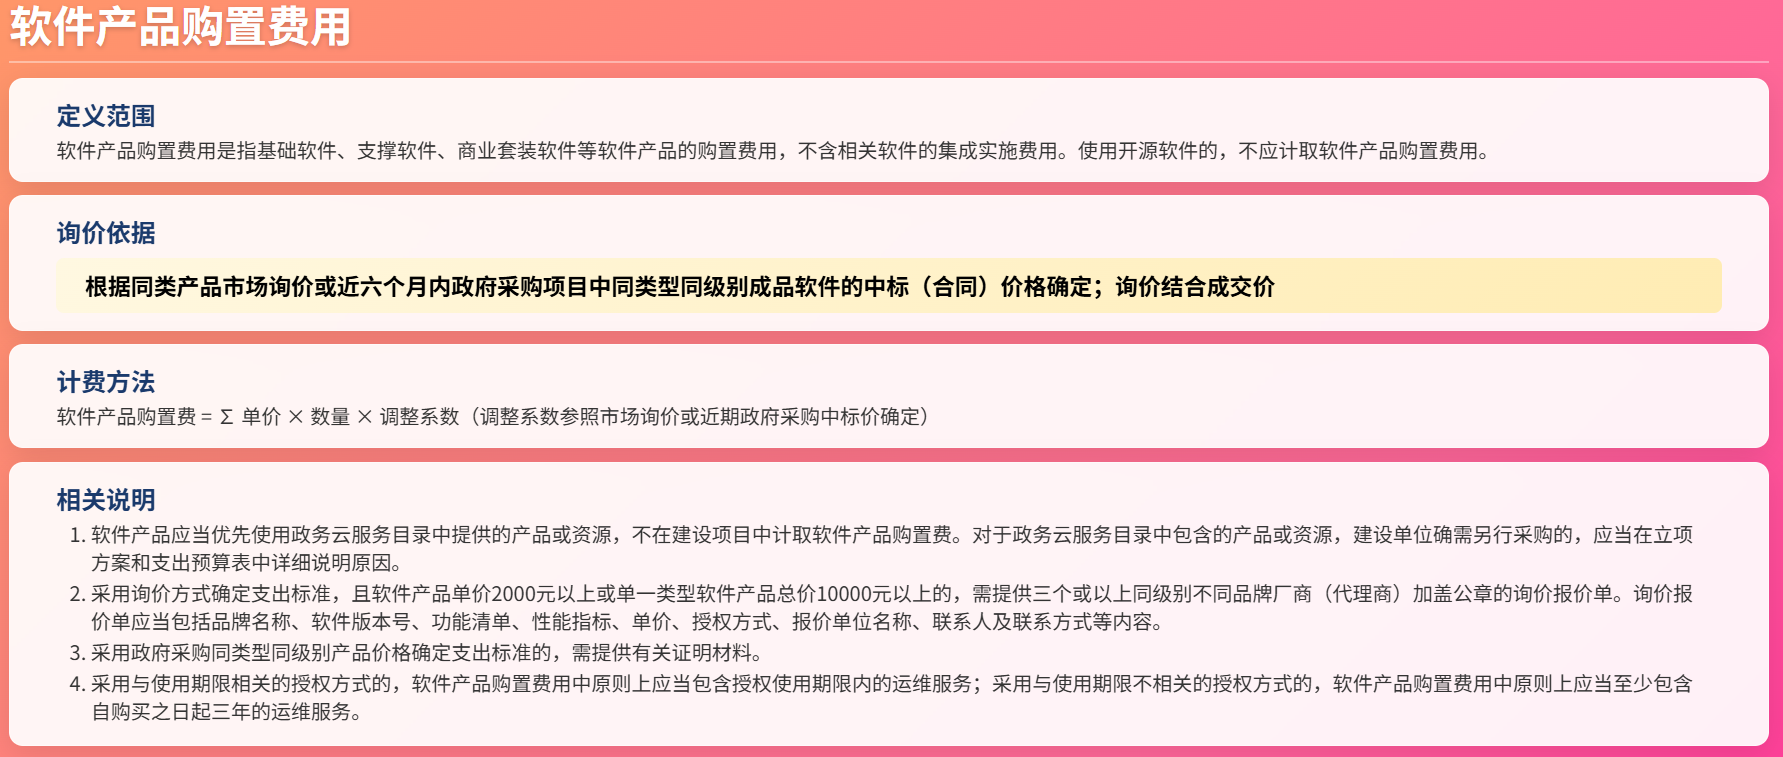 软件产品购置费用
定义范围
软件产品购置费用是指基础软件、支撑软件、商业套装软件等软件产品的购置费用，不含相关软件的集成实施费用。使用开源软件的，不应计取软件产品购置费用。
询价依据
根据同类产品市场询价或近六个月内政府采购项目中同类型同级别成品软件的中标（合同）价格确定；询价结合成交价
计费方法
软件产品购置费 = Σ 单价 × 数量 × 调整系数（调整系数参照市场询价或近期政府采购中标价确定）
相关说明
1. 软件产品应当优先使用政务云服务目录中提供的产品或资源，不在建设项目中计取软件产品购置费。对于政务云服务目录中包含的产品或资源，建设单位确需另行采购的，应当在立项
方案和支出预算表中详细说明原因。
2. 采用询价方式确定支出标准，且软件产品单价2000元以上或单一类型软件产品总价10000元以上的，需提供三个或以上同级别不同品牌厂商（代理商）加盖公章的询价报价单。询价报
价单应当包括品牌名称、软件版本号、功能清单、性能指标、单价、授权方式、报价单位名称、联系人及联系方式等内容。
3. 采用政府采购同类型同级别产品价格确定支出标准的，需提供有关证明材料。
4. 采用与使用期限相关的授权方式的，软件产品购置费用中原则上应当包含授权使用期限内的运维服务；采用与使用期限不相关的授权方式的，软件产品购置费用中原则上应当至少包含
自购买之日起三年的运维服务。